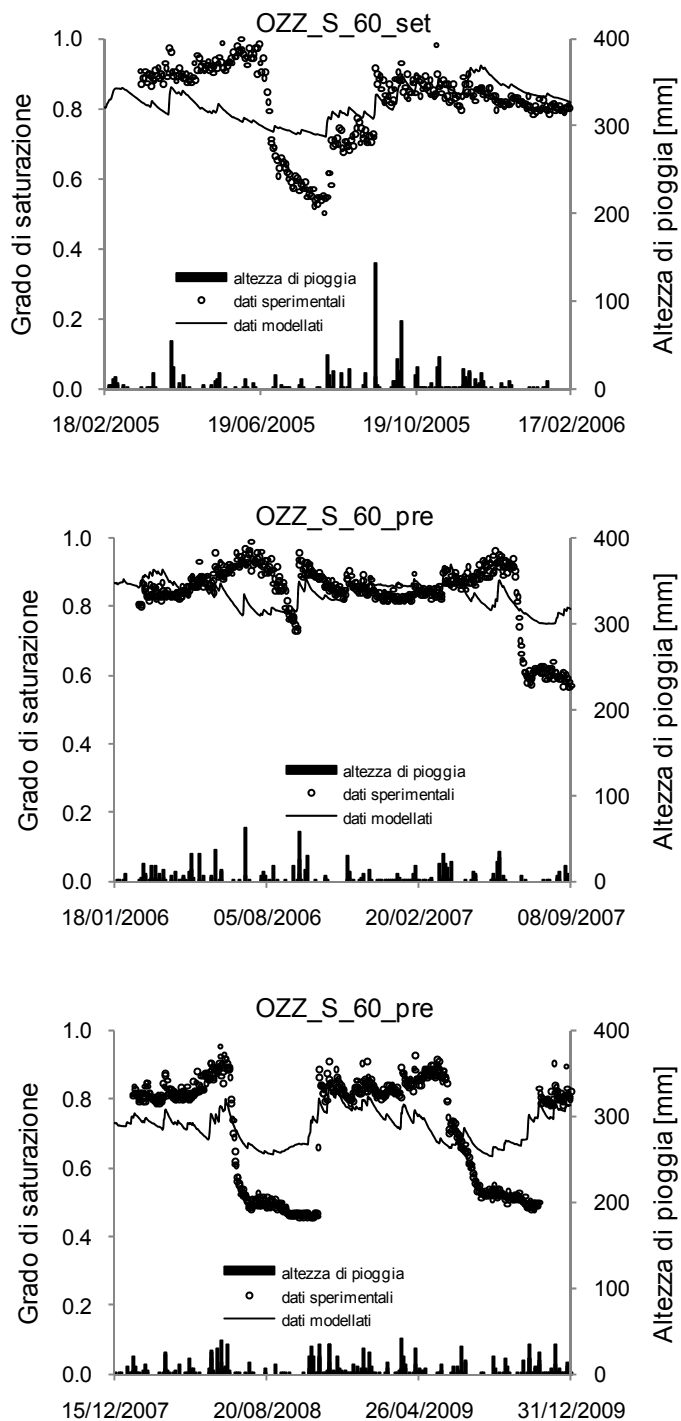 OZZ_S_60_set
Grado di saturazione
1.0
0.8
0.6
0.4
0.2
0.0
altezza di pioggia
dati sperimentali
dati modellati
400
300
200
100
0
Altezza di pioggia [mm]
18/02/2005 19/06/2005 19/10/2005 17/02/2006
OZZ_S_60_pre
Grado di saturazione
1.0
0.8
0.6
0.4
0.2
0.0
altezza di pioggia
dati sperimentali
dati modellati
400
300
200
100
0
Altezza di pioggia [mm]
18/01/2006 05/08/2006 20/02/2007 08/09/2007
OZZ_S_60_pre
Grado di saturazione
1.0
0.8
0.6
0.4
0.2
0.0
altezza di pioggia
dati sperimentali
dati modellati
400
300
200
100
0
Altezza di pioggia [mm]
15/12/2007 20/08/2008 26/04/2009 31/12/2009